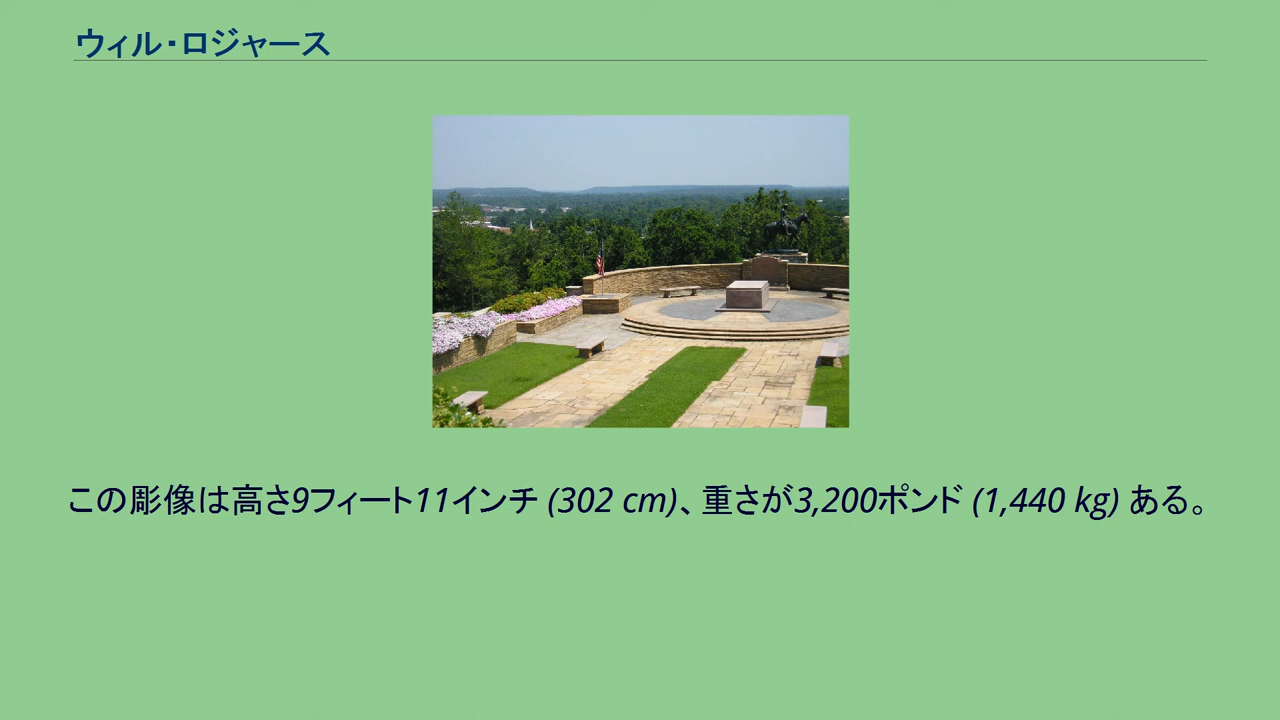 ウィル・ロジャース
この彫像は高さ9フィート11インチ (302 cm)、重さが3,200ポンド (1,440 kg) ある。